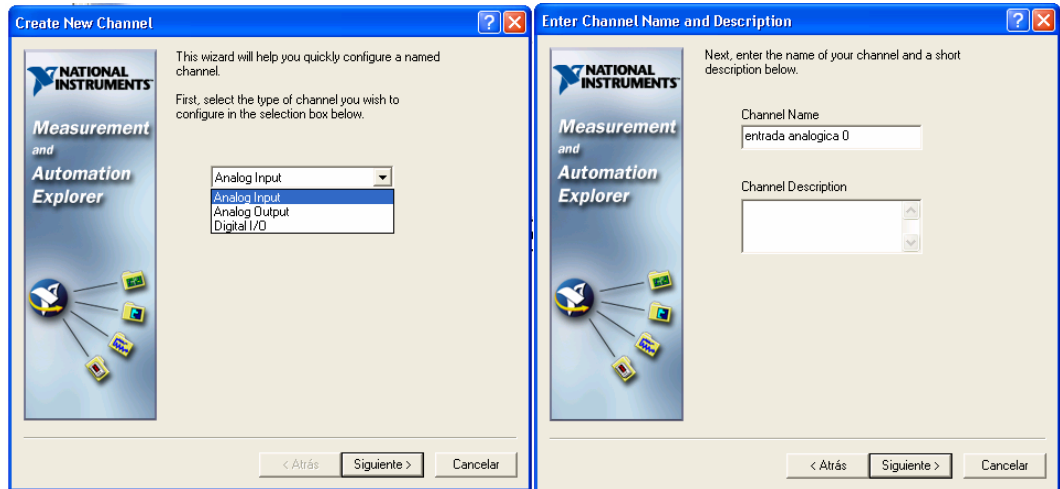 Create New Channel
NATIONAL
INSTRUMENTS
Measurement
and
Automation
Explorer
This wizard will help you quickly configure a named
channel.
First, select the type of channel you wish to
configure in the selection box below.
Analog Input
Analog Input
Analog Output
Digital I/O
< Atrás
Siguiente >
Cancelar
Enter Channel Name and Description
NATIONAL
INSTRUMENTS
Measurement
and
Automation
Explorer
Next, enter the name of your channel and a short
description below.
Channel Name
entrada analogica 0
Channel Description
< Atrás
Siguiente >
Cancelar